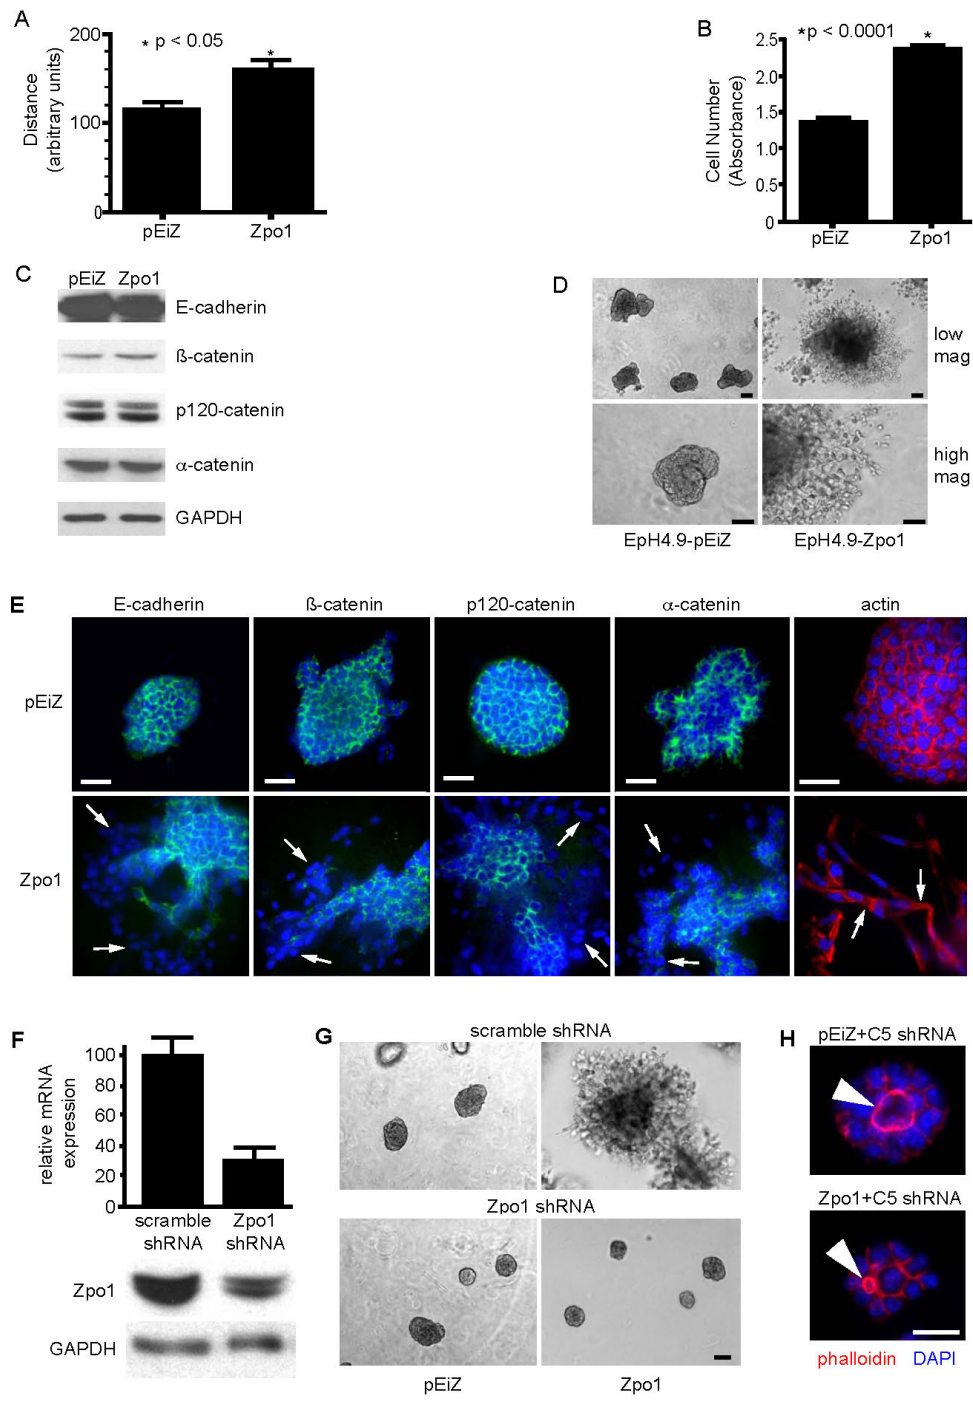 A
200
100
0
Distance
(arbitrary units)
* p < 0.05
*
pEiZ Zpo1
B
2.5
2.0
1.5
1.0
0.5
0
Cell Number
(Absorbance)
*p < 0.0001
*
pEiZ Zpo1
C
pEiZ Zpo1
E-cadherin
ß-catenin
p120-catenin
α-catenin
GAPDH
D
low
mag
high
mag
EpH4.9-pEiZ EpH4.9-Zpo1
E
E-cadherin ß-catenin p120-catenin α-catenin actin
pEiZ
Zpo1
F
100
80
60
40
20
0
relative mRNA
expression
scramble Zpo1
shRNA shRNA
Zpo1
GAPDH
G
scramble shRNA
Zpo1 shRNA
pEiZ Zpo1
H
pEiZ+C5 shRNA
Zpo1+C5 shRNA
phalloidin DAPI